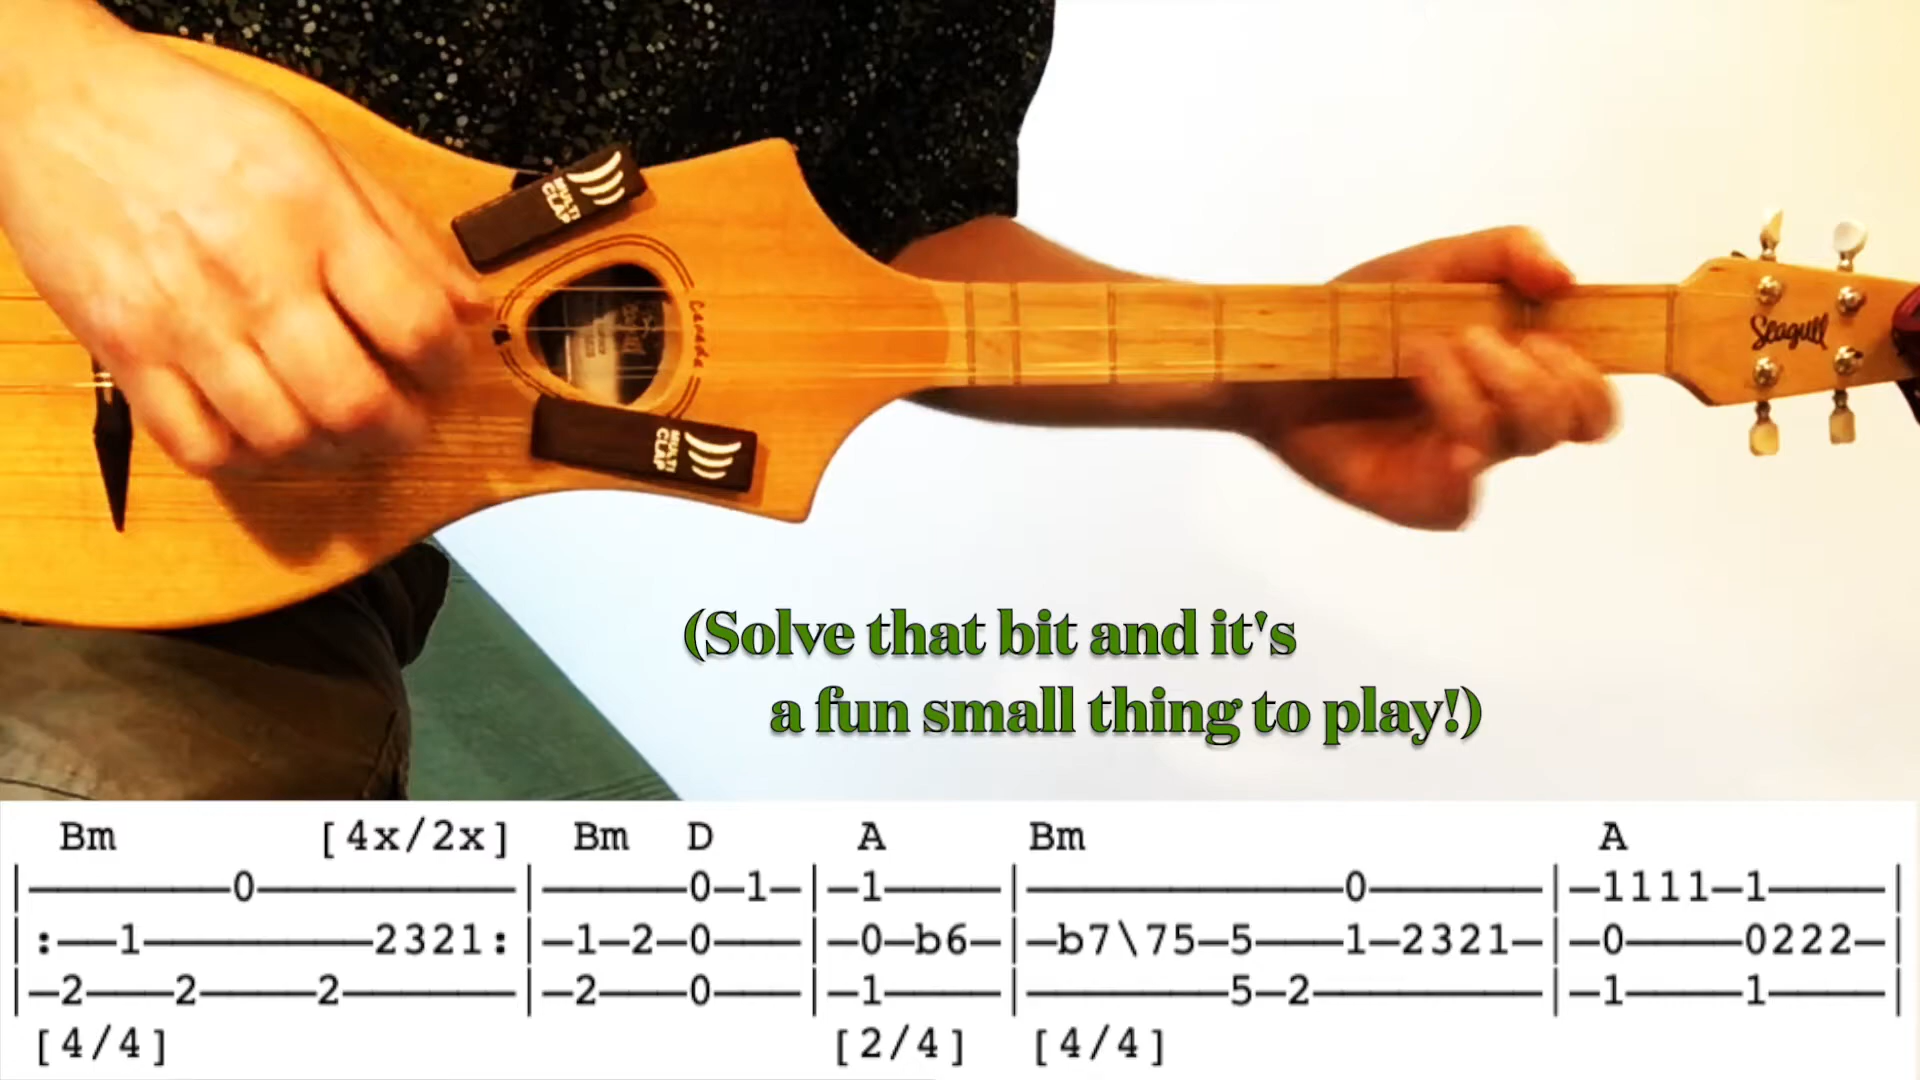 MULTI
CLAP
Canada
Seagull
MULTI
CLAP
(Solve that bit and it's
a fun small thing to play!)
Bm [4x/2x] Bm D A Bm A
|———————0—————————|—————0—1—|—1————|———————————0——————|—1111—1————|
|:——1————————2321:|—1—2—0———|—0—b6—|—b7\75—5———1—2321—|—0————0222—|
|—2———2————2——————|—2———0———|—1————|———————5—2————————|—1————1————|
[4/4] [2/4] [4/4]